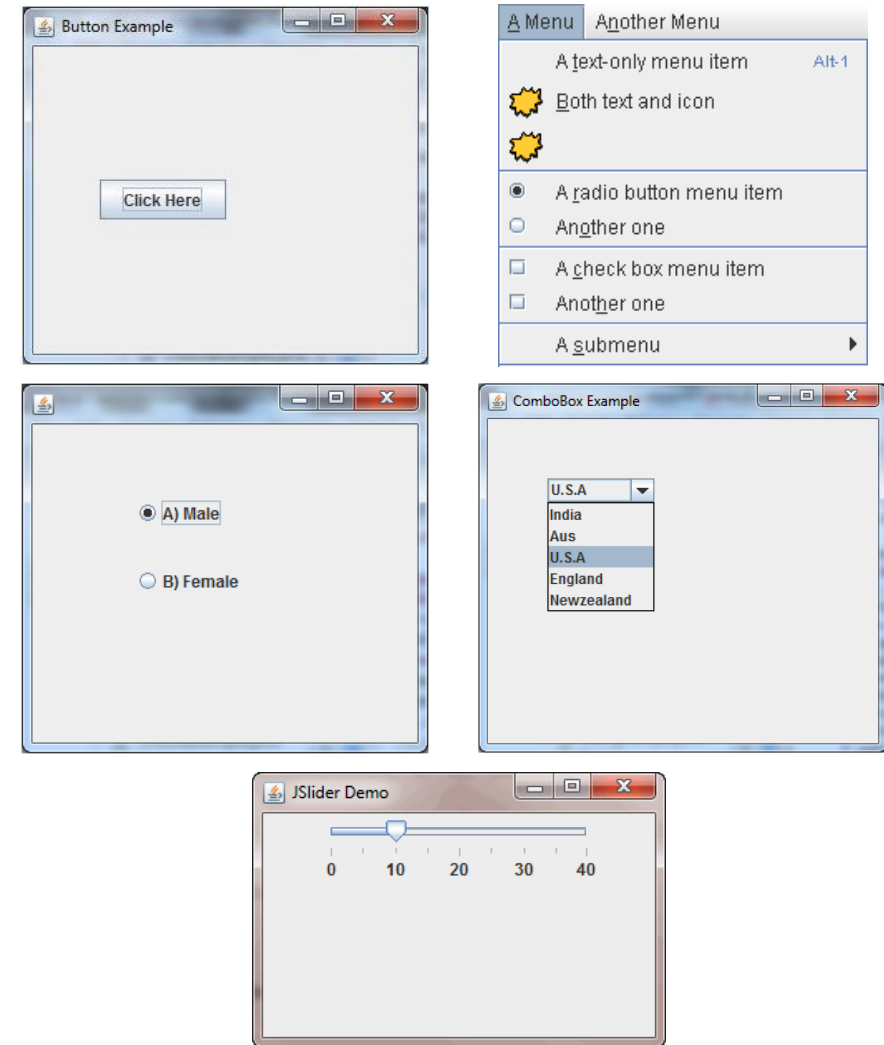 Button Example
Click Here
A Menu Another Menu
A text-only menu item Alt-1
Both text and icon
A radio button menu item
Another one
A check box menu item
Another one
A submenu
A) Male
B) Female
ComboBox Example
U.S.A
India
Aus
U.S.A
England
Newzealand
JSlider Demo
0 10 20 30 40